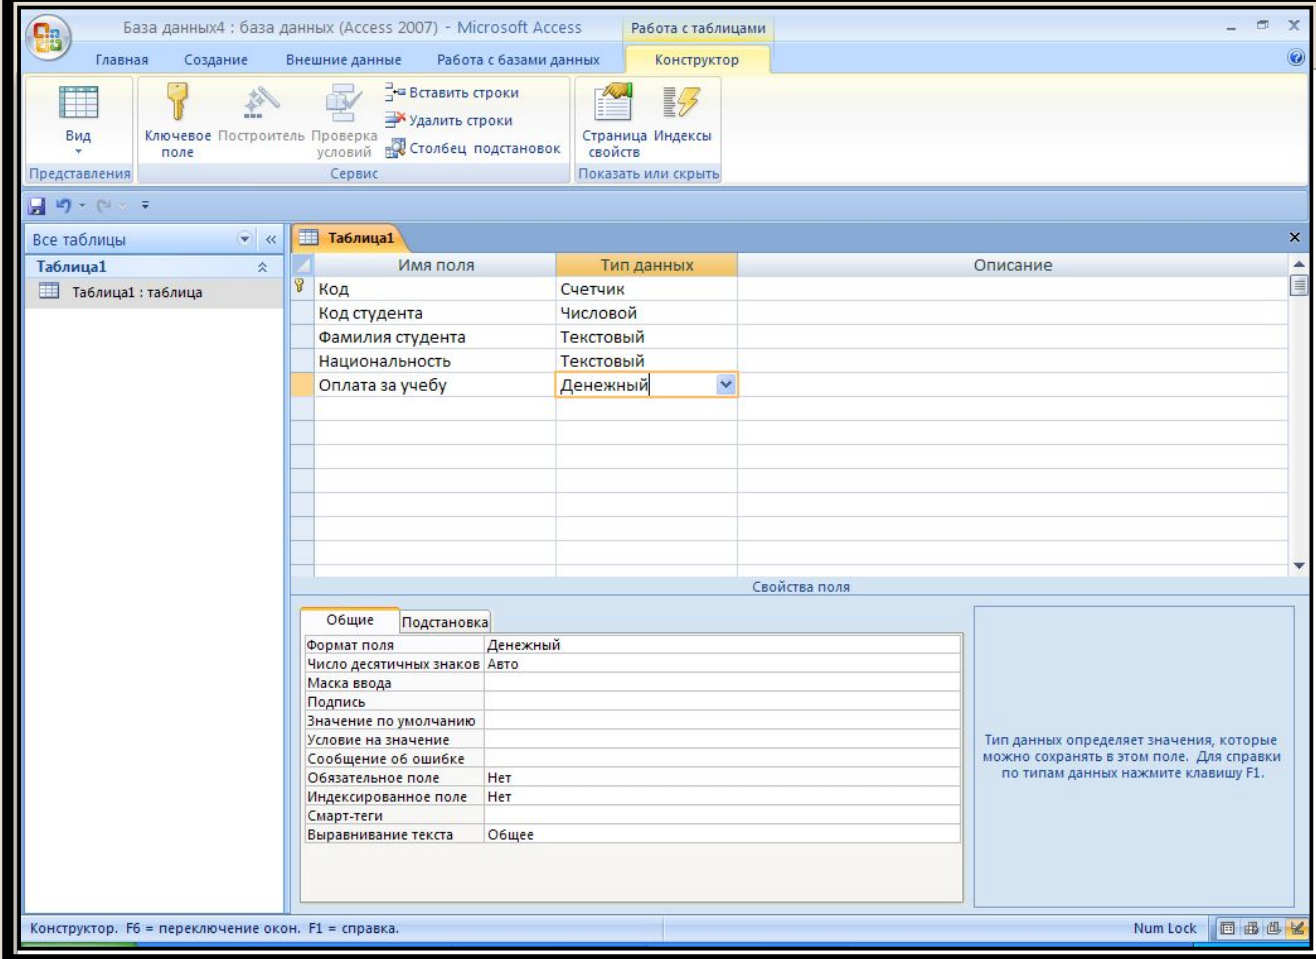 База данных4 : база данных (Access 2007) - Microsoft Access
Работа с таблицами
Главная Создание Внешние данные Работа с базами данных Конструктор
Вид
Ключевое поле
Построитель
Проверка условий
Вставить строки
Удалить строки
Столбец подстановок
Страница свойств
Индексы
Представления
Сервис
Показать или скрыть
Все таблицы
Таблица1
Таблица1 : таблица
Таблица1
Имя поля Тип данных Описание
Код Счетчик
Код студента Числовой
Фамилия студента Текстовый
Национальность Текстовый
Оплата за учебу Денежный
Свойства поля
Общие Подстановка
Формат поля Денежный
Число десятичных знаков Авто
Маска ввода
Подпись
Значение по умолчанию
Условие на значение
Сообщение об ошибке
Обязательное поле Нет
Индексированное поле Нет
Смарт-теги
Выравнивание текста Общее
Тип данных определяет значения, которые
можно сохранять в этом поле. Для справки
по типам данных нажмите клавишу F1.
Конструктор. F6 = переключение окон. F1 = справка.
Num Lock